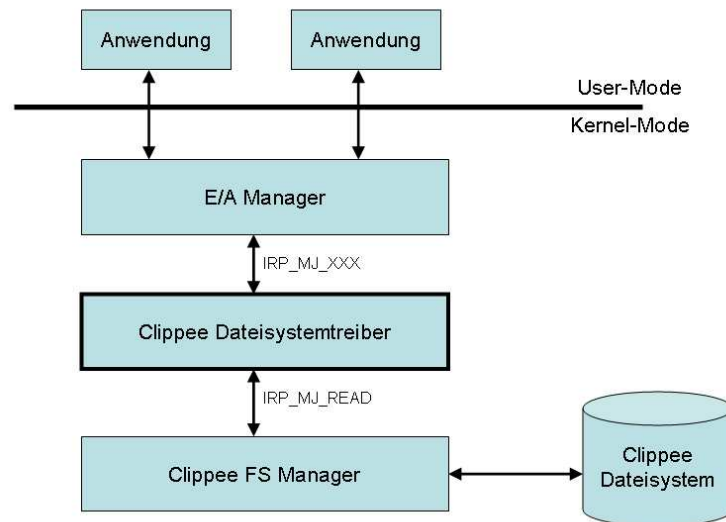 Anwendung
Anwendung
User-Mode
Kernel-Mode
E/A Manager
IRP_MJ_XXX
Clippee Dateisystemtreiber
IRP_MJ_READ
Clippee FS Manager
Clippee
Dateisystem